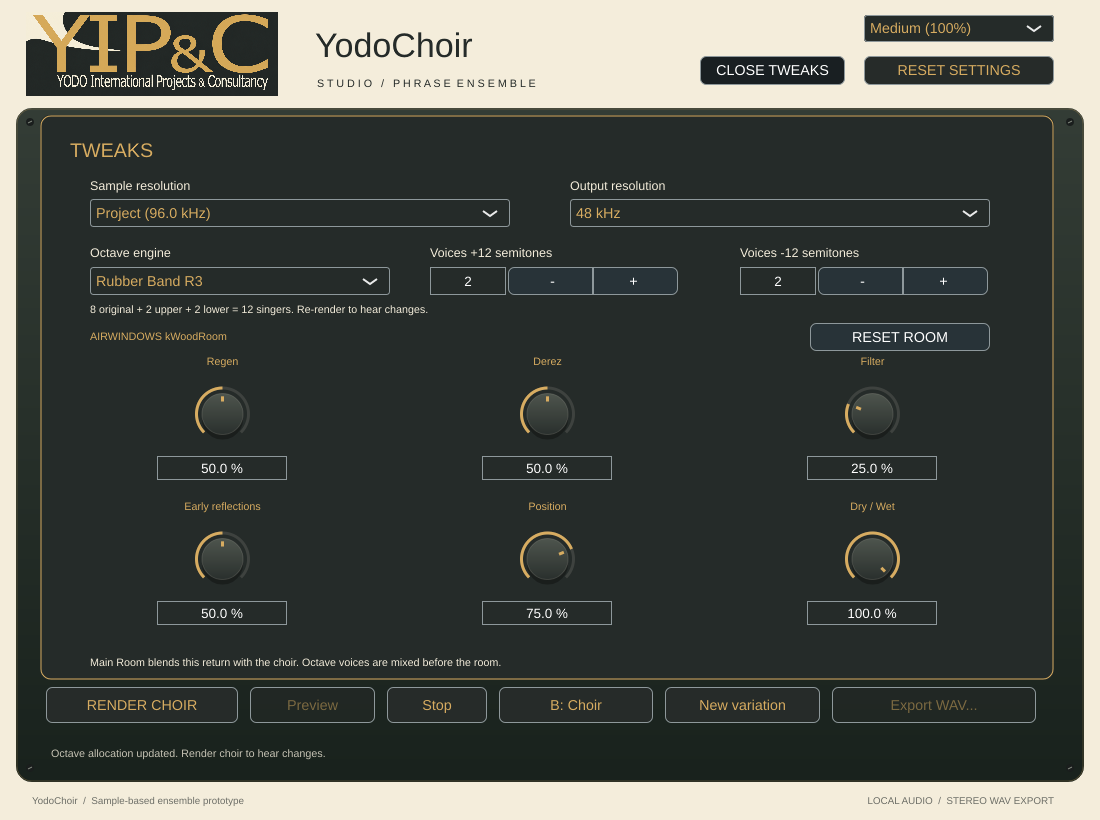 YIP&C
YODO International Projects & Consultancy
YodoChoir
STUDIO / PHRASE ENSEMBLE
Medium (100%)
CLOSE TWEAKS
RESET SETTINGS
TWEAKS
Sample resolution
Output resolution
Project (96.0 kHz)
48 kHz
Octave engine
Voices +12 semitones
Voices -12 semitones
Rubber Band R3
2
-
+
2
-
+
8 original + 2 upper + 2 lower = 12 singers. Re-render to hear changes.
AIRWINDOWS kWoodRoom
RESET ROOM
Regen
Derez
Filter
50.0 %
50.0 %
25.0 %
Early reflections
Position
Dry / Wet
50.0 %
75.0 %
100.0 %
Main Room blends this return with the choir. Octave voices are mixed before the room.
RENDER CHOIR
Preview
Stop
B: Choir
New variation
Export WAV...
Octave allocation updated. Render choir to hear changes.
YodoChoir / Sample-based ensemble prototype
LOCAL AUDIO / STEREO WAV EXPORT